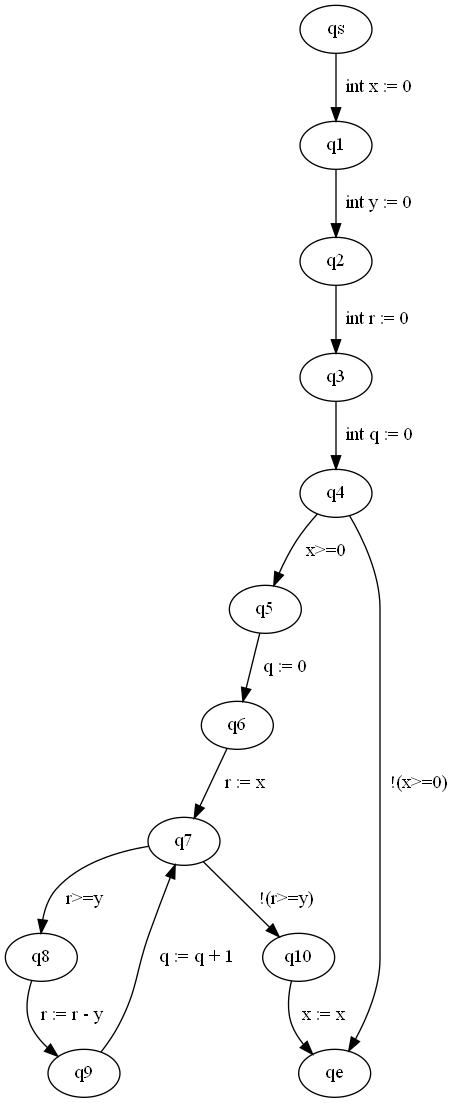 qs
int x := 0
q1
int y := 0
q2
int r := 0
q3
int q := 0
q4
x>=0
q5
q := 0
q6
r := x
!(x>=0)
q7
r>=y
!(r>=y)
q8
q := q + 1
q10
r := r - y
x := x
q9
qe